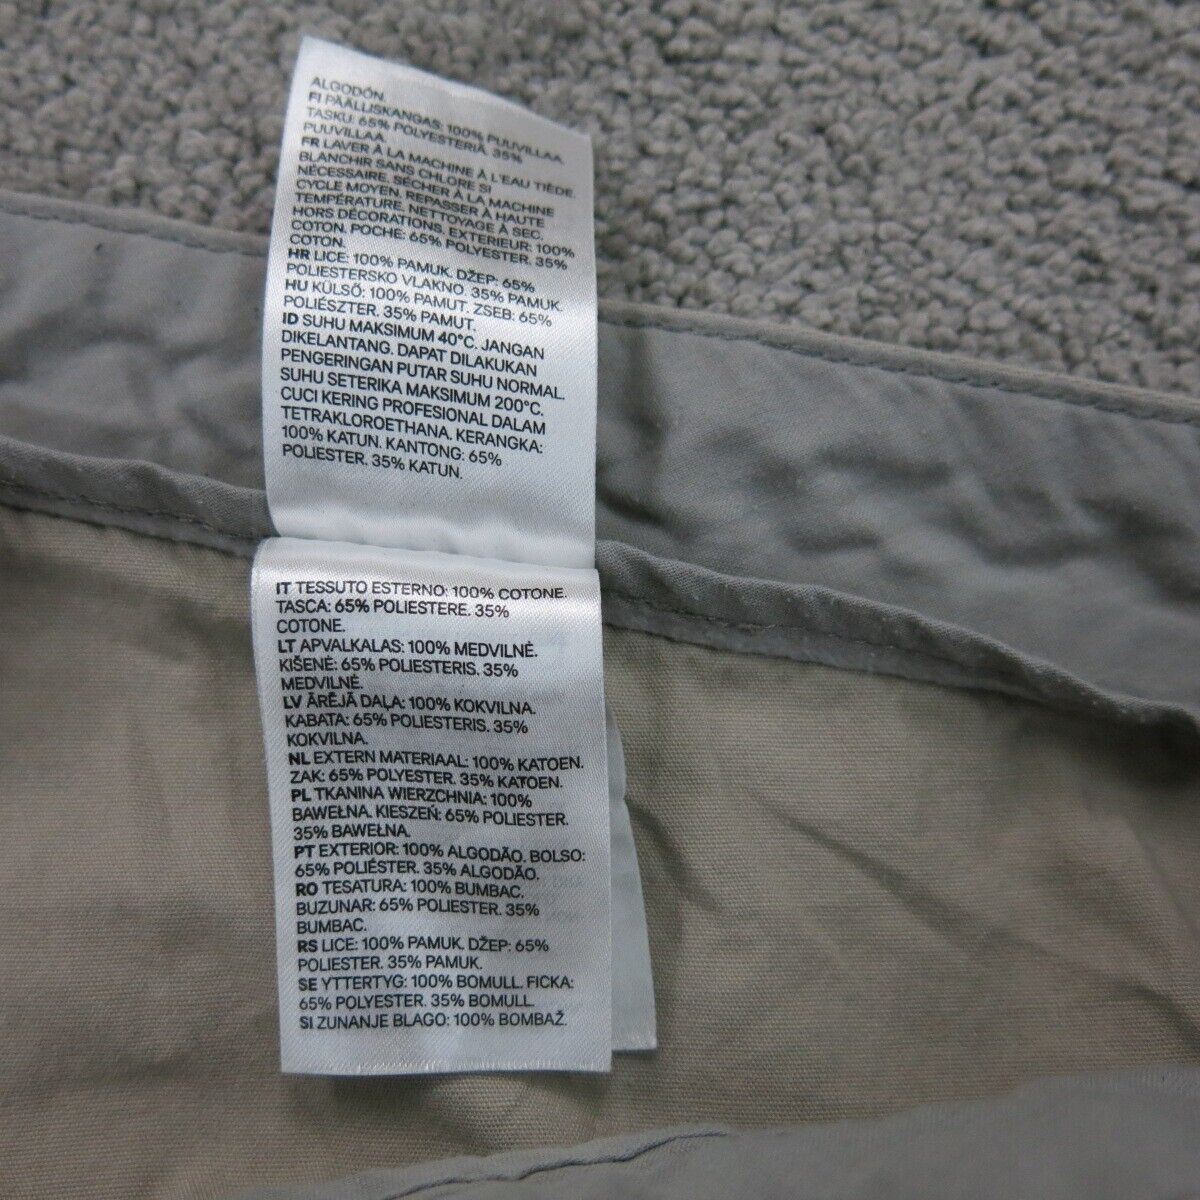 ALGODÓN.
FI PÄÄLLISKANGAS: 100% PUUVILLAA
TASKU: 65% POLYESTERIÄ. 35%
PUUVILLAA
FR LAVER À LA MACHINE À L'EAU TIÈDE.
BLANCHIR SANS CHLORE SI
NÉCESSAIRE. SÉCHER À LA MACHINE
CYCLE MOYEN. REPASSER À HAUTE
TEMPÉRATURE. NETTOYAGE À SEC.
HORS DÉCORATIONS. EXTERIEUR: 100%
COTON. POCHE: 65% POLYESTER. 35%
COTON.
HR LICE: 100% PAMUK. DŽEP: 65%
POLIESTERSKO VLAKNO. 35% PAMUK.
HU KÜLSŐ: 100% PAMUT. ZSEB: 65%
POLIÉSZTER. 35% PAMUT.
ID SUHU MAKSIMUM 40°C. JANGAN
DIKELANTANG. DAPAT DILAKUKAN
PENGERINGAN PUTAR SUHU NORMAL.
SUHU SETERIKA MAKSIMUM 200°C.
CUCI KERING PROFESIONAL DALAM
TETRAKLOROETHANA. KERANGKA:
100% KATUN. KANTONG: 65%
POLIESTER. 35% KATUN.
IT TESSUTO ESTERNO: 100% COTONE.
TASCA: 65% POLIESTERE. 35%
COTONE.
LT APVALKALAS: 100% MEDVILNĖ.
KIŠENĖ: 65% POLIESTERIS. 35%
MEDVILNĖ.
LV ĀRĒJĀ DAĻA: 100% KOKVILNA.
KABATA: 65% POLIESTERIS. 35%
KOKVILNA.
NL EXTERN MATERIAAL: 100% KATOEN.
ZAK: 65% POLYESTER. 35% KATOEN.
PL TKANINA WIERZCHNIA: 100%
BAWEŁNA. KIESZEŃ: 65% POLIESTER.
35% BAWEŁNA.
PT EXTERIOR: 100% ALGODÃO. BOLSO:
65% POLIÉSTER. 35% ALGODÃO.
RO TESATURA: 100% BUMBAC.
BUZUNAR: 65% POLIESTER. 35%
BUMBAC.
RS LICE: 100% PAMUK. DŽEP: 65%
POLIESTER. 35% PAMUK.
SE YTTERTYG: 100% BOMULL. FICKA:
65% POLYESTER. 35% BOMULL.
SI ZUNANJE BLAGO: 100% BOMBAŽ.